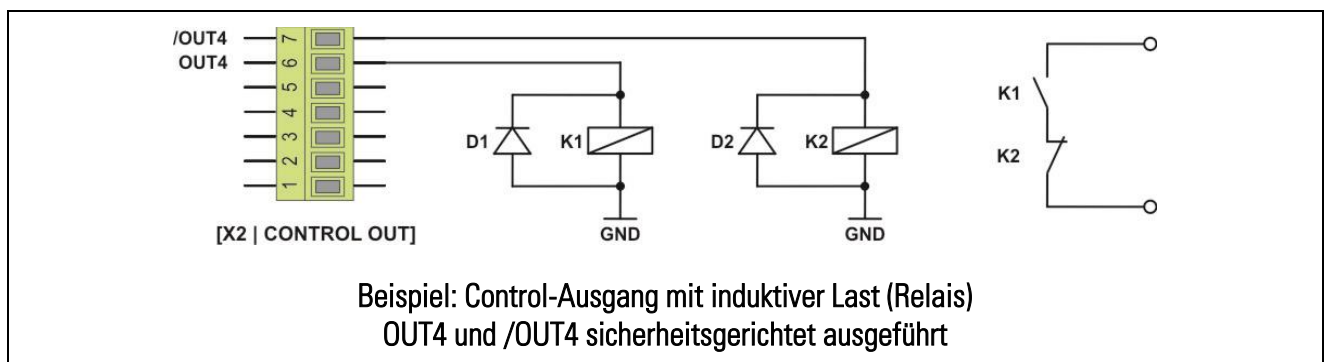 /OUT4 7
OUT4 6
5
4
3
2
1
[X2 | CONTROL OUT]
D1 K1
GND
D2 K2
GND
K1
K2
Beispiel: Control-Ausgang mit induktiver Last (Relais)
OUT4 und /OUT4 sicherheitsgerichtet ausgeführt